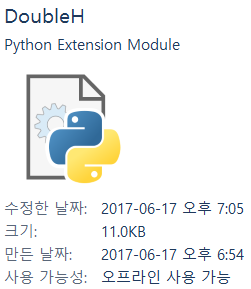 DoubleH
Python Extension Module
수정한 날짜: 2017-06-17 오후 7:05
크기: 11.0KB
만든 날짜: 2017-06-17 오후 6:54
사용 가능성: 오프라인 사용 가능